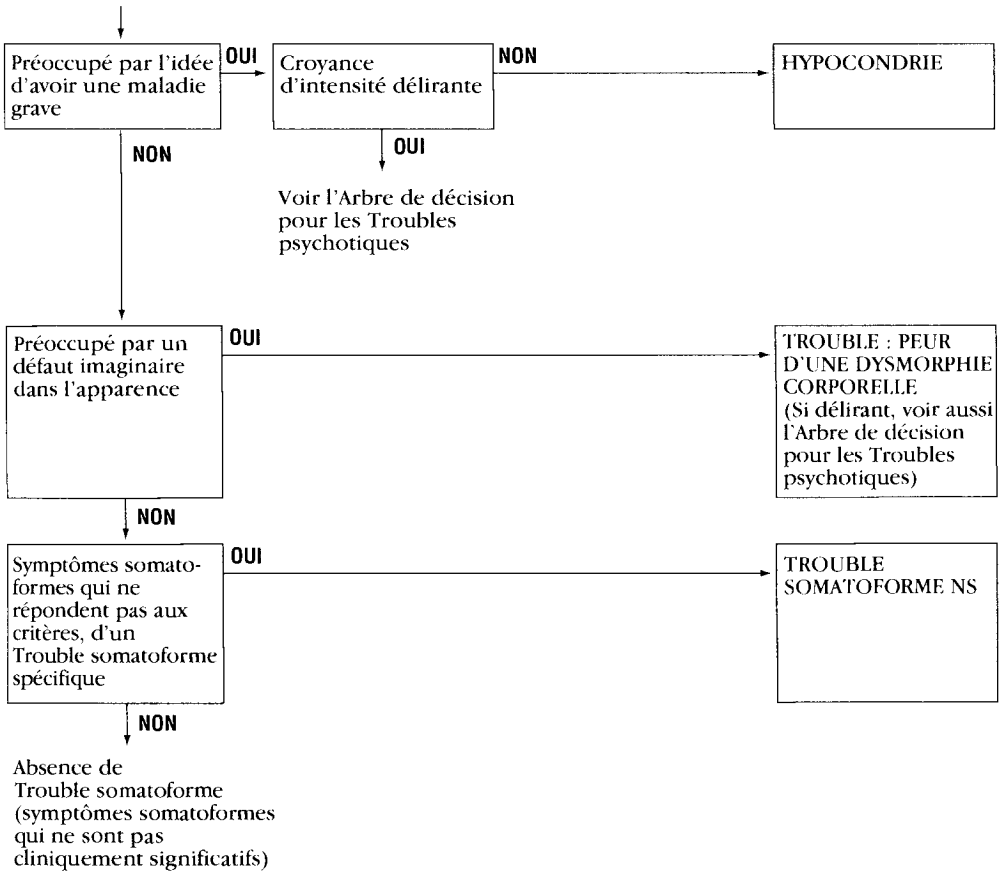 Préoccupé par l'idée
d'avoir une maladie
grave
OUI
Croyance
d'intensité délirante
NON
HYPOCONDRIE
OUI
Voir l'Arbre de décision
pour les Troubles
psychotiques
NON
Préoccupé par un
défaut imaginaire
dans l'apparence
OUI
TROUBLE : PEUR
D'UNE DYSMORPHIE
CORPORELLE
(Si délirant, voir aussi
l'Arbre de décision
pour les Troubles
psychotiques)
NON
Symptômes somato-
formes qui ne
répondent pas aux
critères, d'un
Trouble somatoforme
spécifique
OUI
TROUBLE
SOMATOFORME NS
NON
Absence de
Trouble somatoforme
(symptômes somatoformes
qui ne sont pas
cliniquement significatifs)